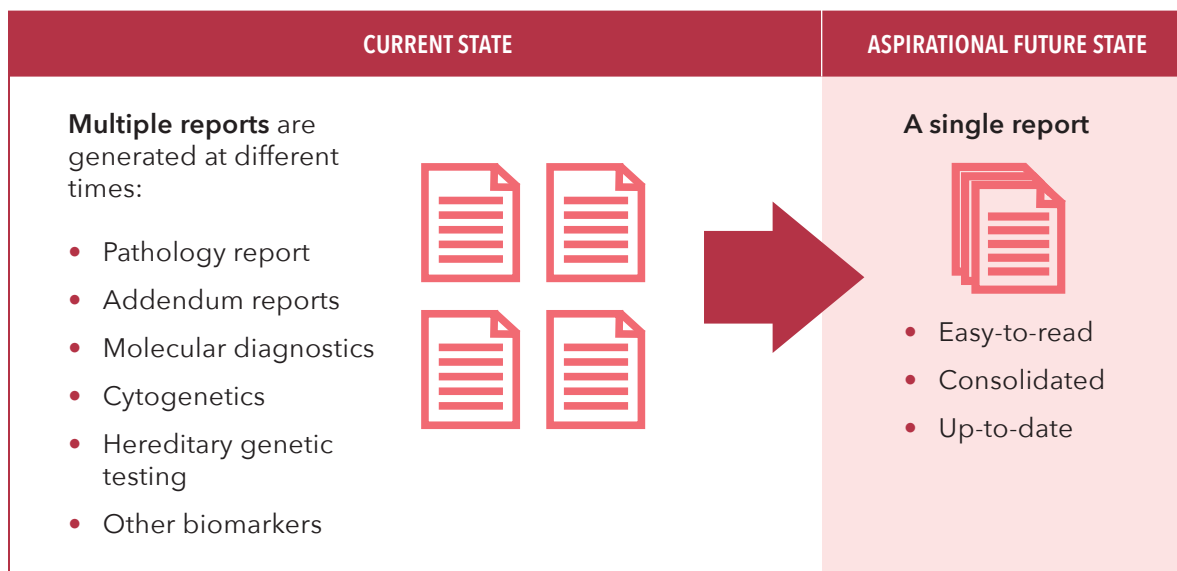 CURRENT STATE
ASPIRATIONAL FUTURE STATE
Multiple reports are
generated at different
times:
• Pathology report
• Addendum reports
• Molecular diagnostics
• Cytogenetics
• Hereditary genetic
testing
• Other biomarkers
A single report
• Easy-to-read
• Consolidated
• Up-to-date